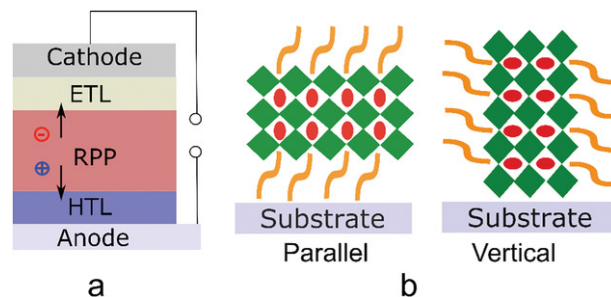 Cathode
ETL
⊖
RPP
⊕
HTL
Anode
a
Substrate
Parallel
Substrate
Vertical
b